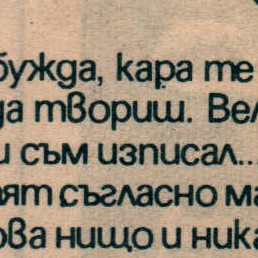 бужда, кара те
да твориш. Вел
и съм изписал...
ят съгласно ма
ова нищо и ника